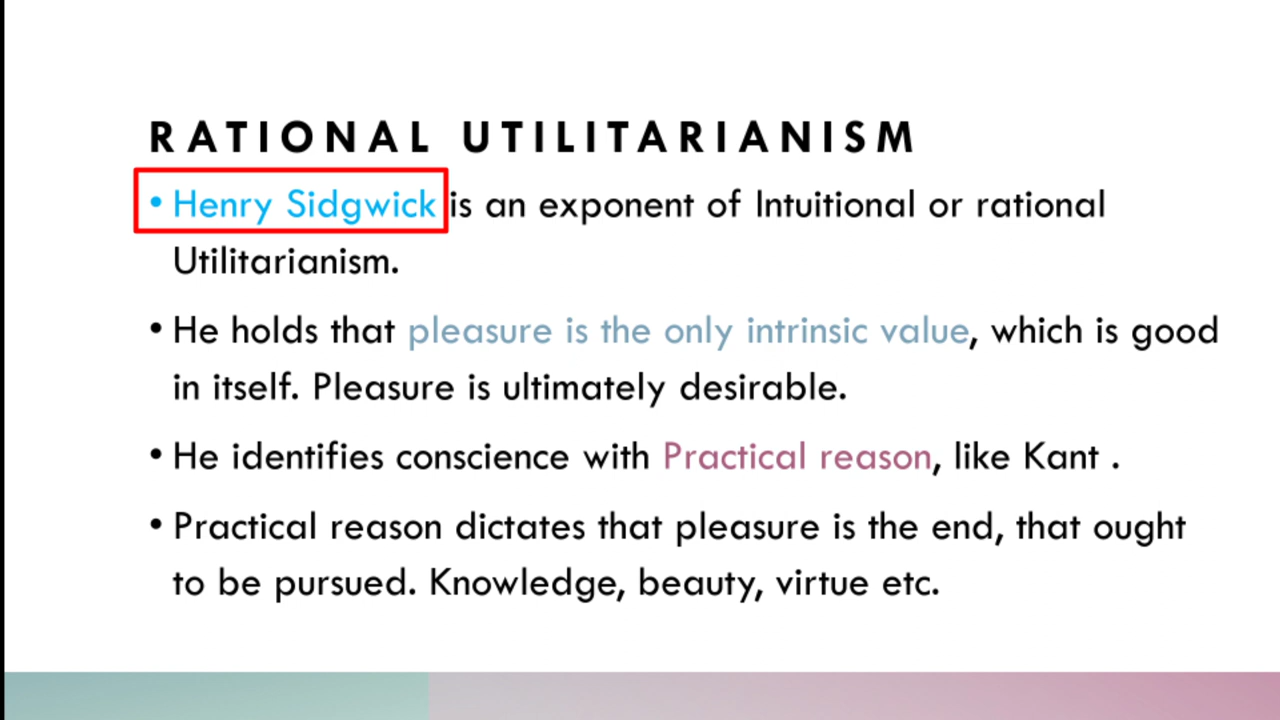 RATIONAL UTILITARIANISM
• Henry Sidgwick is an exponent of Intuitional or rational
Utilitarianism.
• He holds that pleasure is the only intrinsic value, which is good
in itself. Pleasure is ultimately desirable.
• He identifies conscience with Practical reason, like Kant .
• Practical reason dictates that pleasure is the end, that ought
to be pursued. Knowledge, beauty, virtue etc.